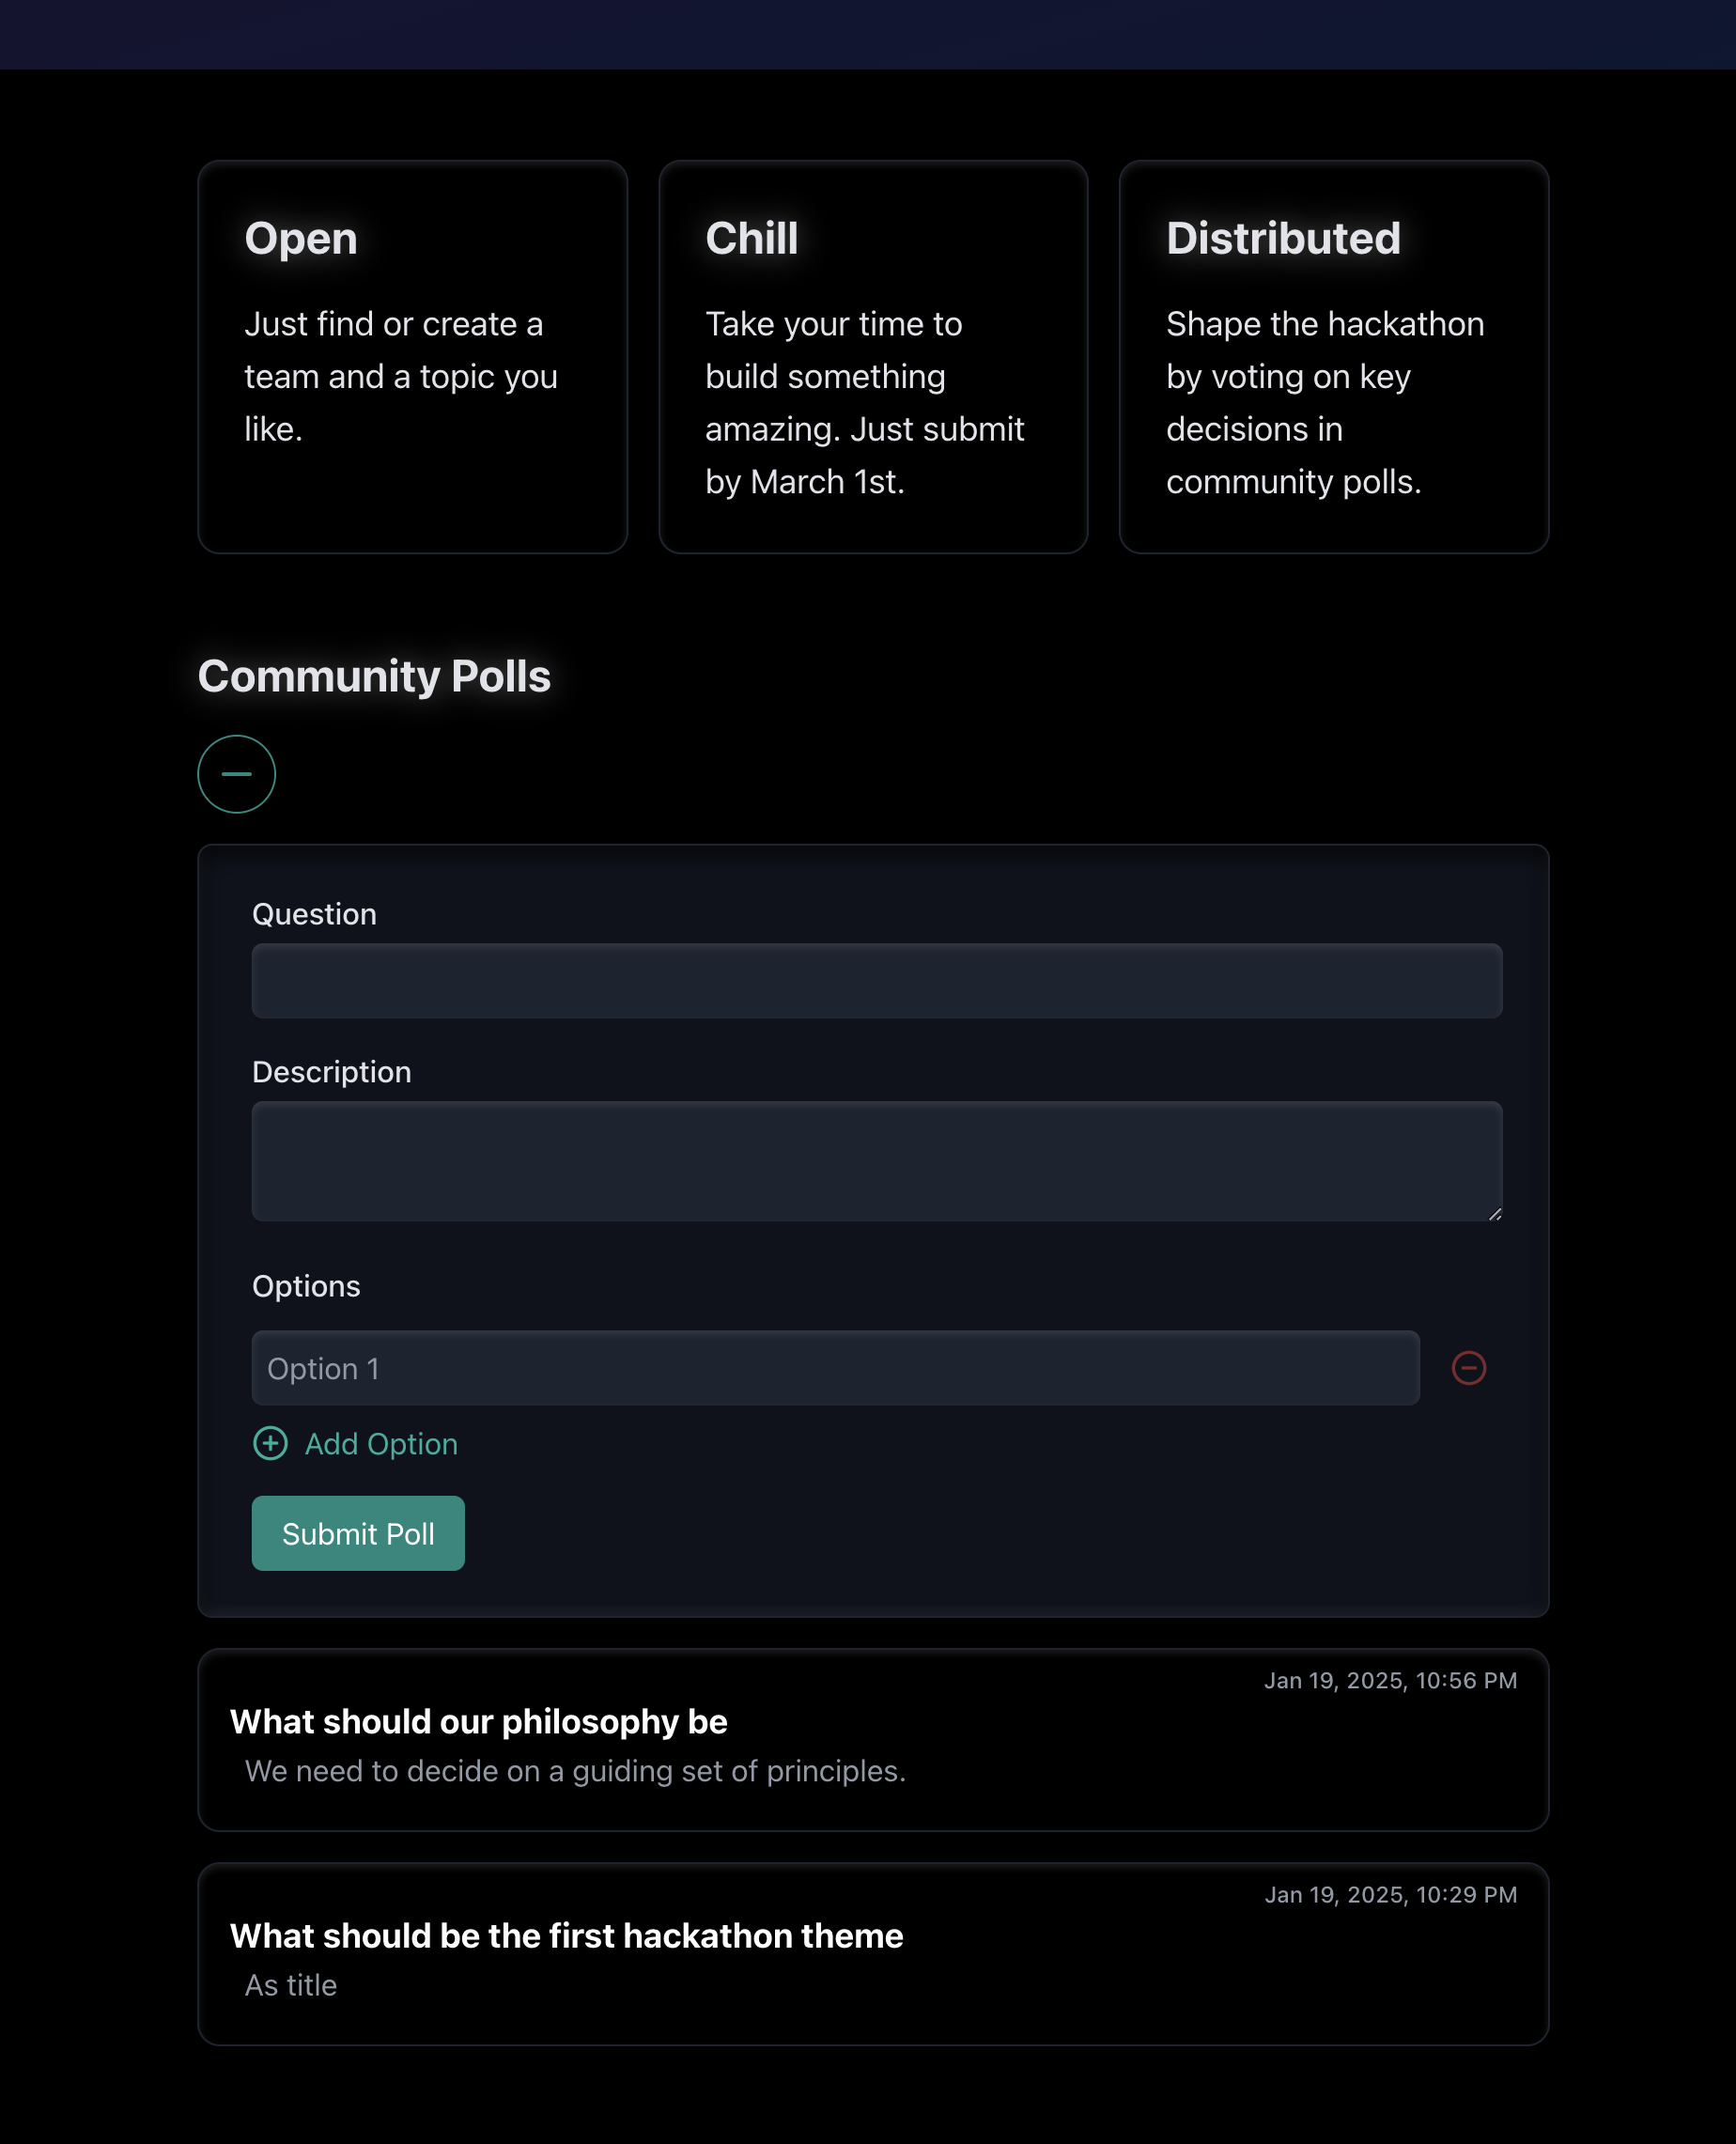 Open
Just find or create a
team and a topic you
like.
Chill
Take your time to
build something
amazing. Just submit
by March 1st.
Distributed
Shape the hackathon
by voting on key
decisions in
community polls.
Community Polls
Question
Description
Options
Option 1
Add Option
Submit Poll
Jan 19, 2025, 10:56 PM
What should our philosophy be
We need to decide on a guiding set of principles.
Jan 19, 2025, 10:29 PM
What should be the first hackathon theme
As title